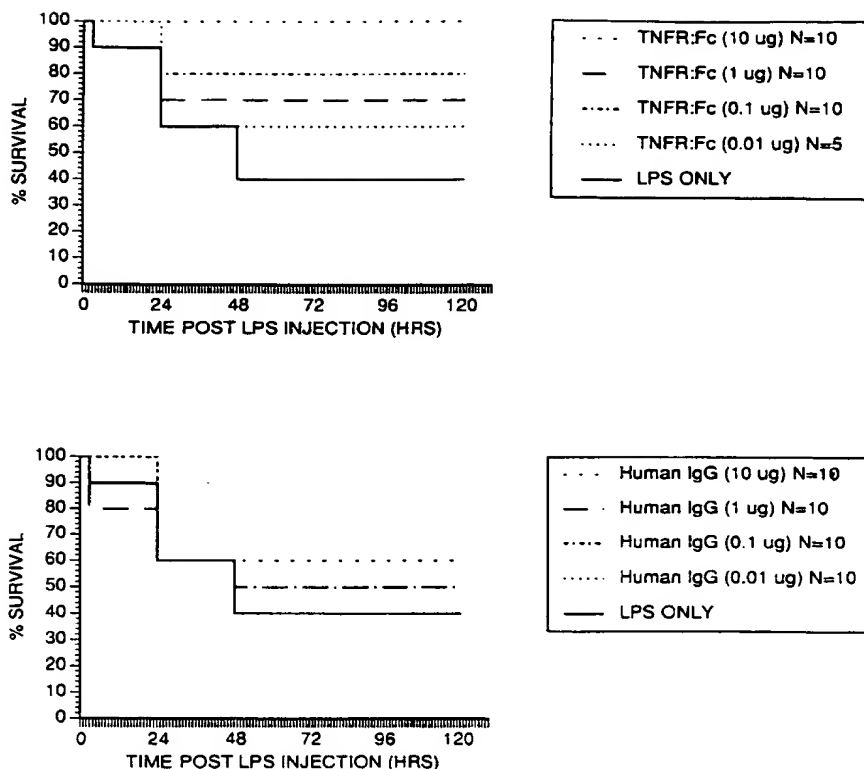 100
90
80
70
60
50
40
30
20
10
0
% SURVIVAL
0 24 48 72 96 120
TIME POST LPS INJECTION (HRS)
TNFR:Fc (10 ug) N=10
TNFR:Fc (1 ug) N=10
TNFR:Fc (0.1 ug) N=10
TNFR:Fc (0.01 ug) N=5
LPS ONLY
100
90
80
70
60
50
40
30
20
10
0
% SURVIVAL
0 24 48 72 96 120
TIME POST LPS INJECTION (HRS)
Human IgG (10 ug) N=10
Human IgG (1 ug) N=10
Human IgG (0.1 ug) N=10
Human IgG (0.01 ug) N=10
LPS ONLY